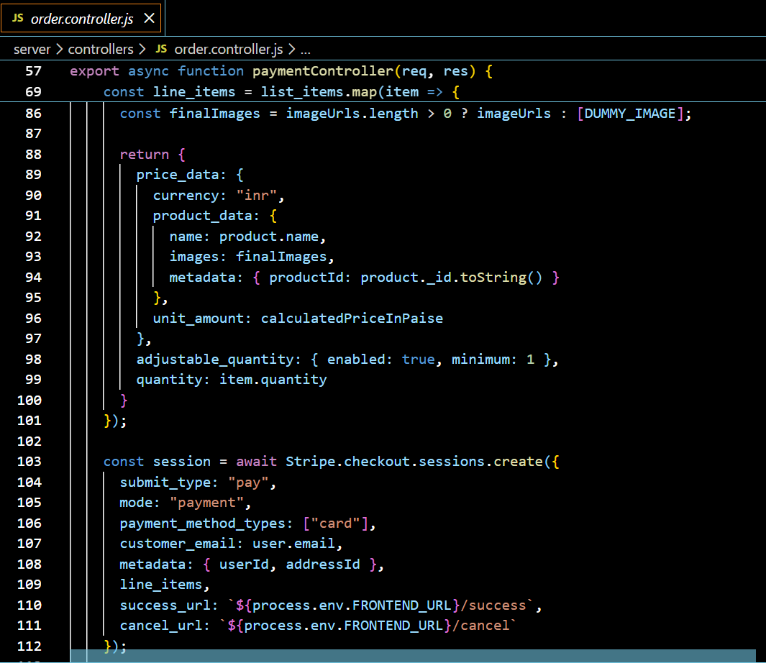 JS order.controller.js ×
server > controllers > JS order.controller.js > ...
57 export async function paymentController(req, res) {
69 const line_items = list_items.map(item => {
86 const finalImages = imageUrls.length > 0 ? imageUrls : [DUMMY_IMAGE];
87
88 return {
89 price_data: {
90 currency: "inr",
91 product_data: {
92 name: product.name,
93 images: finalImages,
94 metadata: { productId: product._id.toString() }
95 },
96 unit_amount: calculatedPriceInPaise
97 },
98 adjustable_quantity: { enabled: true, minimum: 1 },
99 quantity: item.quantity
100 }
101 });
102
103 const session = await Stripe.checkout.sessions.create({
104 submit_type: "pay",
105 mode: "payment",
106 payment_method_types: ["card"],
107 customer_email: user.email,
108 metadata: { userId, addressId },
109 line_items,
110 success_url: `${process.env.FRONTEND_URL}/success`,
111 cancel_url: `${process.env.FRONTEND_URL}/cancel`
112 });